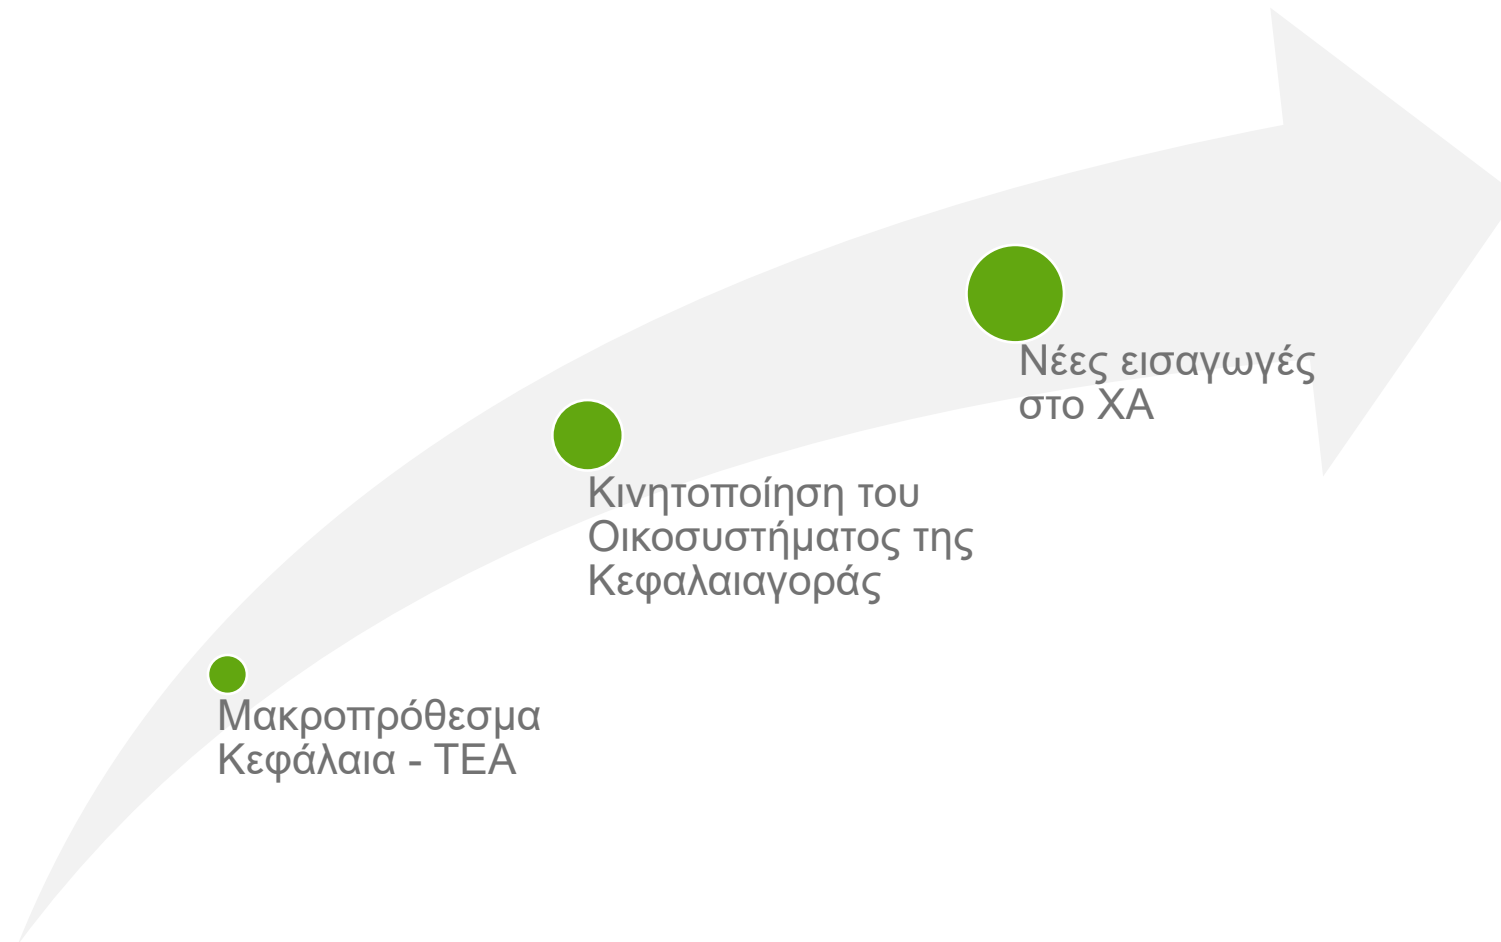 Νέες εισαγωγές
στο ΧΑ
Κινητοποίηση του
Οικοσυστήματος της
Κεφαλαιαγοράς
Μακροπρόθεσμα
Κεφάλαια - ΤΕΑ